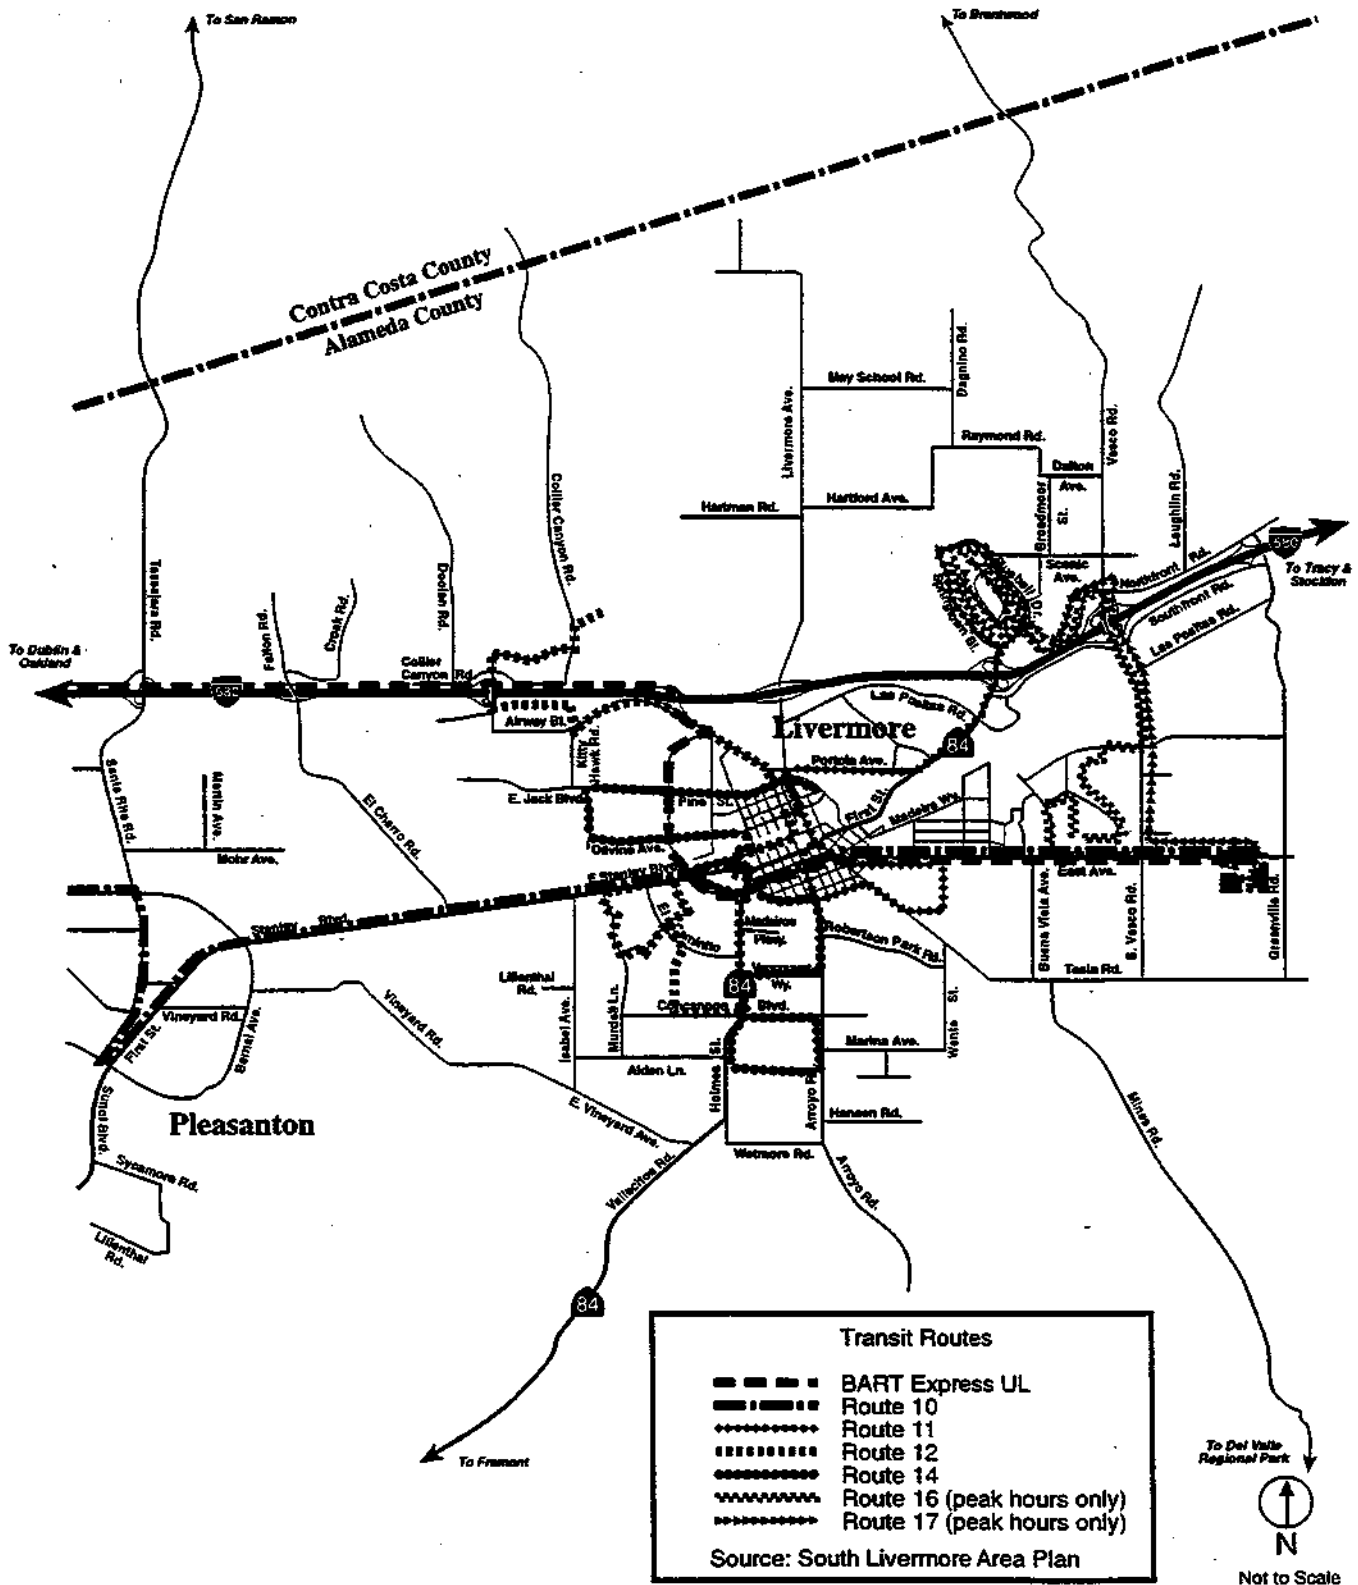 To San Ramon
To Brentwood
Contra Costa County
Alameda County
Dagnino Rd.
May School Rd.
Livermore Ave.
Vasco Rd.
Raymond Rd.
Dalton
Ave.
Collier Canyon Rd.
Hartman Rd.
Hartford Ave.
Broadmoor
St.
Laughlin Rd.
580
To Tracy &
Stockton
Scenic
Ave.
Northfront Rd.
Bluebell Dr.
Southfront Rd.
Las Positas Rd.
Tassajara Rd.
Fallon Rd.
Croak Rd.
Doolan Rd.
To Dublin &
Oakland
Collier
Canyon Rd
580
Airway Bl.
Las Positas Rd.
Livermore
84
Kitty
Hawk Rd.
Portola Ave.
Santa Rita Rd.
Martin Ave.
El Charro Rd.
E. Jack Blvd.
Pine St.
First St.
Madeira Wy.
Mohr Ave.
Olivina Ave.
E. Stanley Blvd.
East Ave.
Stanley Blvd.
Buena Vista Ave.
S. Vasco Rd.
Greenville Rd.
Medeiros
Pkwy.
Robertson Park Rd.
Lilienthal
Rd.
Wy.
Tesla Rd.
84
Isabel Ave.
Concannon Blvd.
Wente St.
Vineyard Rd.
First St.
Bernal Ave.
Vineyard Rd.
Marina Ave.
Alden Ln.
Holmes St.
Arroyo Rd.
Hansen Rd.
Mines Rd.
Sunol Blvd.
Pleasanton
E. Vineyard Ave.
Wetmore Rd.
Sycamore Rd.
Vallecitos Rd.
Arroyo Rd.
Lilienthal
Rd.
84
To Fremont
To Del Valle
Regional Park
Transit Routes
BART Express UL
Route 10
Route 11
Route 12
Route 14
Route 16 (peak hours only)
Route 17 (peak hours only)
Source: South Livermore Area Plan
N
Not to Scale